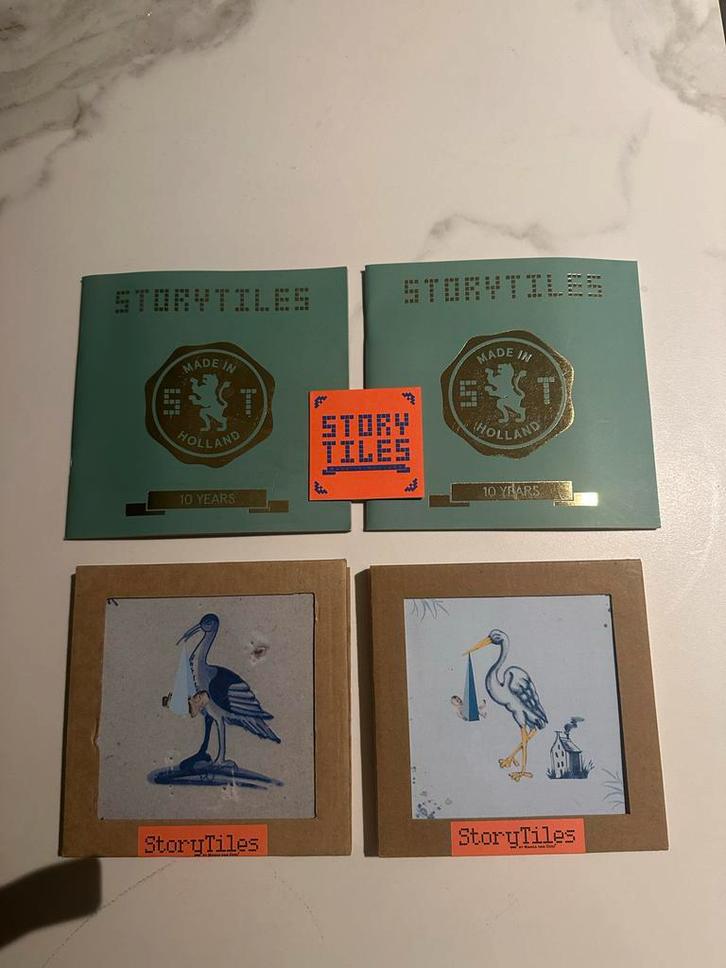 STORYTILES
MADE IN
S T
HOLLAND
10 YEARS
STORYTILES
MADE IN
S T
HOLLAND
10 YEARS
STORY
TILES
StoryTiles
StoryTiles